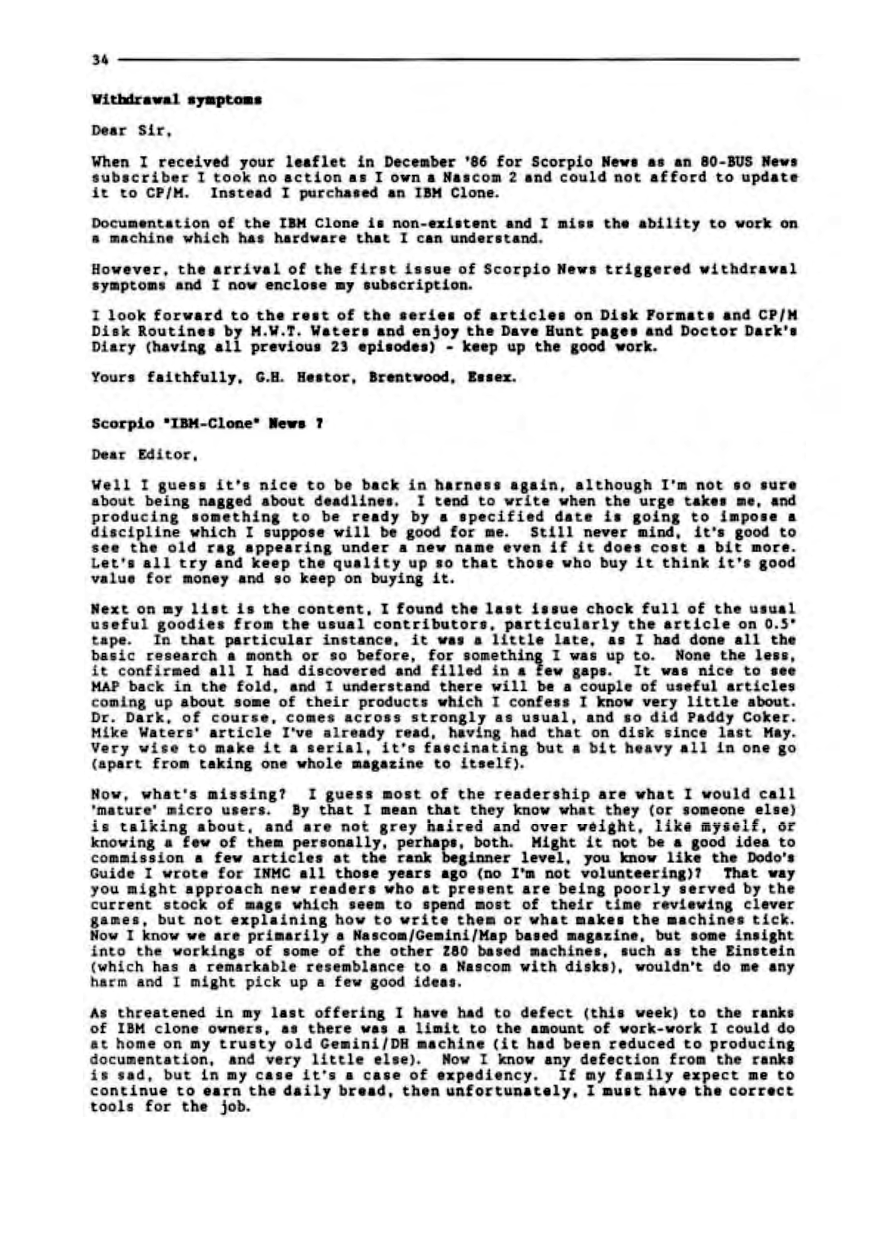 34
Withdrawal symptoms
Dear Sir,
When I received your leaflet in December '86 for Scorpio News as an 80-BUS News
subscriber I took no action as I own a Nascom 2 and could not afford to update
it to CP/M. Instead I purchased an IBM Clone.
Documentation of the IBM Clone is non-existent and I miss the ability to work on
a machine which has hardware that I can understand.
However, the arrival of the first issue of Scorpio News triggered withdrawal
symptoms and I now enclose my subscription.
I look forward to the rest of the series of articles on Disk Formats and CP/M
Disk Routines by M.W.T. Waters and enjoy the Dave Hunt pages and Doctor Dark's
Diary (having all previous 23 episodes) - keep up the good work.
Yours faithfully, G.H. Hestor, Brentwood, Essex.
Scorpio "IBM-Clone" News ?
Dear Editor,
Well I guess it's nice to be back in harness again, although I'm not so sure
about being nagged about deadlines. I tend to write when the urge takes me, and
producing something to be ready by a specified date is going to impose a
discipline which I suppose will be good for me. Still never mind, it's good to
see the old rag appearing under a new name even if it does cost a bit more.
Let's all try and keep the quality up so that those who buy it think it's good
value for money and so keep on buying it.
Next on my list is the content, I found the last issue chock full of the usual
useful goodies from the usual contributors, particularly the article on 0.5"
tape. In that particular instance, it was a little late, as I had done all the
basic research a month or so before, for something I was up to. None the less,
it confirmed all I had discovered and filled in a few gaps. It was nice to see
MAP back in the fold, and I understand there will be a couple of useful articles
coming up about some of their products which I confess I know very little about.
Dr. Dark, of course, comes across strongly as usual, and so did Paddy Coker.
Mike Waters' article I've already read, having had that on disk since last May.
Very wise to make it a serial, it's fascinating but a bit heavy all in one go
(apart from taking one whole magazine to itself).
Now, what's missing? I guess most of the readership are what I would call
'mature' micro users. By that I mean that they know what they (or someone else)
is talking about, and are not grey haired and over weight, like myself, or
knowing a few of them personally, perhaps, both. Might it not be a good idea to
commission a few articles at the rank beginner level, you know like the Dodo's
Guide I wrote for INMC all those years ago (no I'm not volunteering)? That way
you might approach new readers who at present are being poorly served by the
current stock of mags which seem to spend most of their time reviewing clever
games, but not explaining how to write them or what makes the machines tick.
Now I know we are primarily a Nascom/Gemini/Map based magazine, but some insight
into the workings of some of the other Z80 based machines, such as the Einstein
(which has a remarkable resemblance to a Nascom with disks), wouldn't do me any
harm and I might pick up a few good ideas.
As threatened in my last offering I have had to defect (this week) to the ranks
of IBM clone owners, as there was a limit to the amount of work-work I could do
at home on my trusty old Gemini/DH machine (it had been reduced to producing
documentation, and very little else). Now I know any defection from the ranks
is sad, but in my case it's a case of expediency. If my family expect me to
continue to earn the daily bread, then unfortunately, I must have the correct
tools for the job.